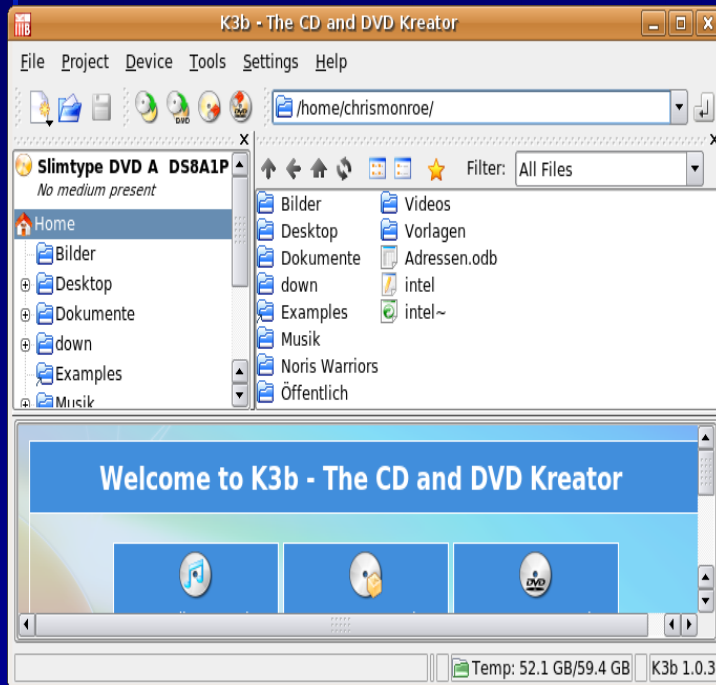 K3b - The CD and DVD Kreator
File Project Device Tools Settings Help
/home/chrismonroe/
Slimtype DVD A DS8A1P
No medium present
Filter: All Files
Home
Bilder
Desktop
Dokumente
down
Examples
Musik
Bilder
Desktop
Dokumente
down
Examples
Musik
Noris Warriors
Öffentlich
Videos
Vorlagen
Adressen.odb
intel
intel~
Welcome to K3b - The CD and DVD Kreator
DVD
Temp: 52.1 GB/59.4 GB K3b 1.0.3